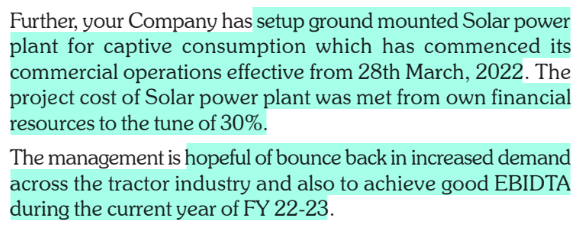 Further, your Company has setup ground mounted Solar power
plant for captive consumption which has commenced its
commercial operations effective from 28th March, 2022. The
project cost of Solar power plant was met from own financial
resources to the tune of 30%.
The management is hopeful of bounce back in increased demand
across the tractor industry and also to achieve good EBIDTA
during the current year of FY 22-23.